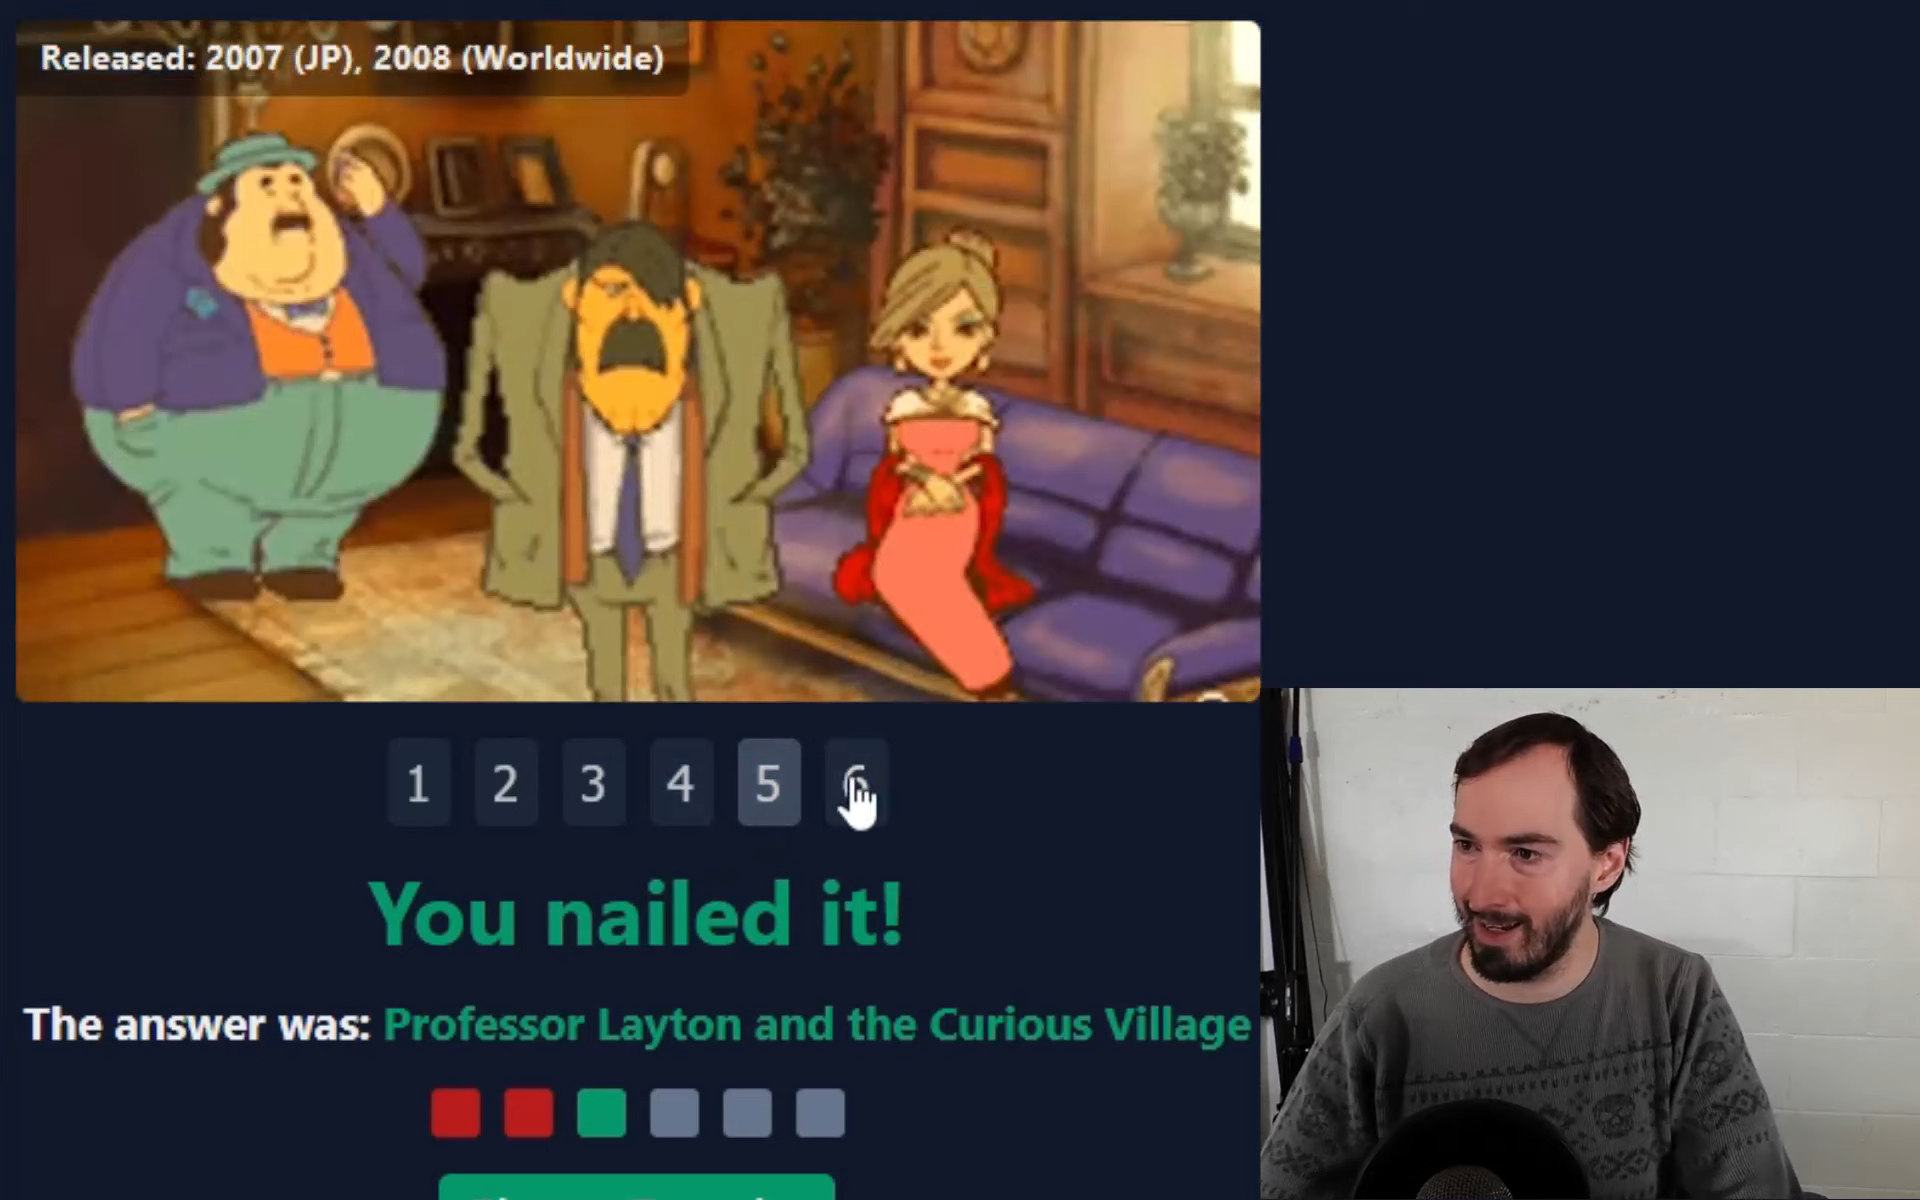 Released: 2007 (JP), 2008 (Worldwide)
1 2 3 4 5 6
You nailed it!
The answer was: Professor Layton and the Curious Village